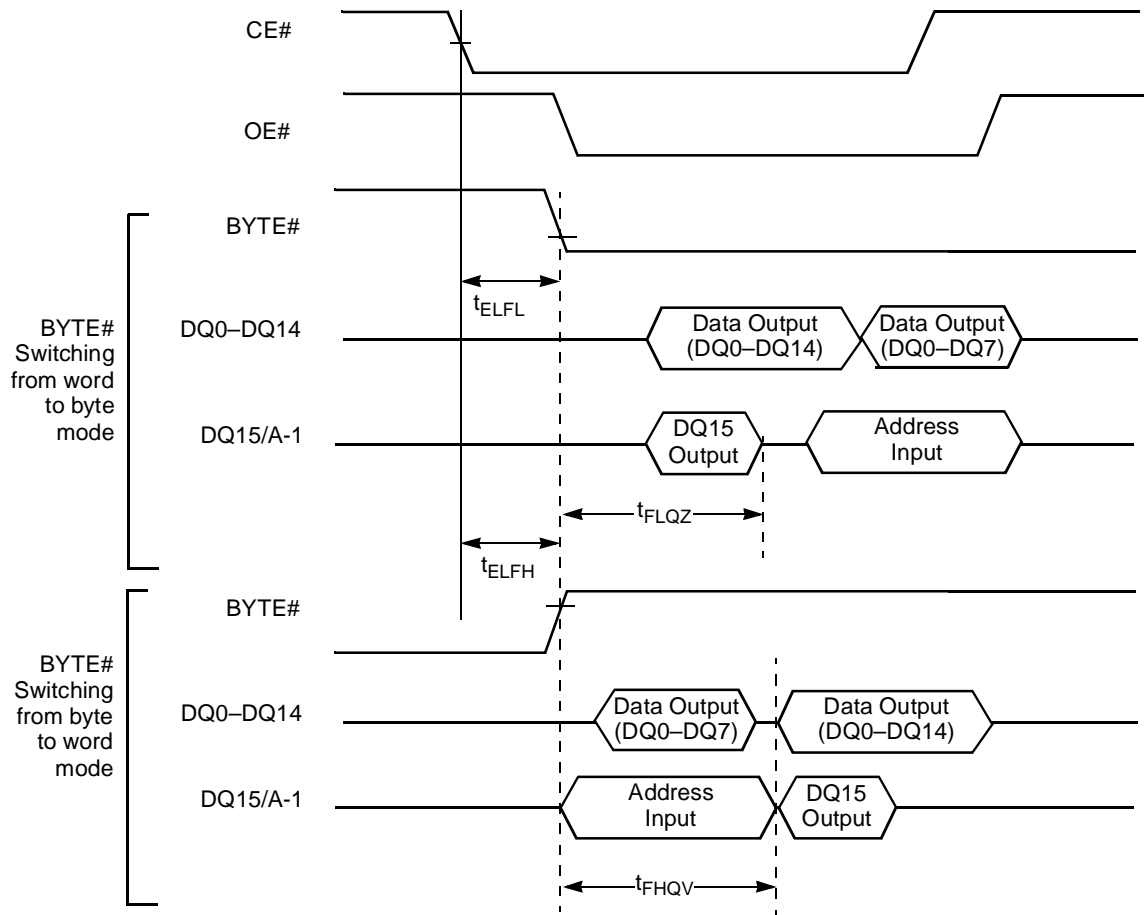 CE#
OE#
BYTE#
tELFL
BYTE#
Switching
from word
to byte
mode
DQ0–DQ14
Data Output
(DQ0–DQ14)
Data Output
(DQ0–DQ7)
DQ15/A-1
DQ15
Output
Address
Input
tFLQZ
tELFH
BYTE#
BYTE#
Switching
from byte
to word
mode
DQ0–DQ14
Data Output
(DQ0–DQ7)
Data Output
(DQ0–DQ14)
DQ15/A-1
Address
Input
DQ15
Output
tFHQV